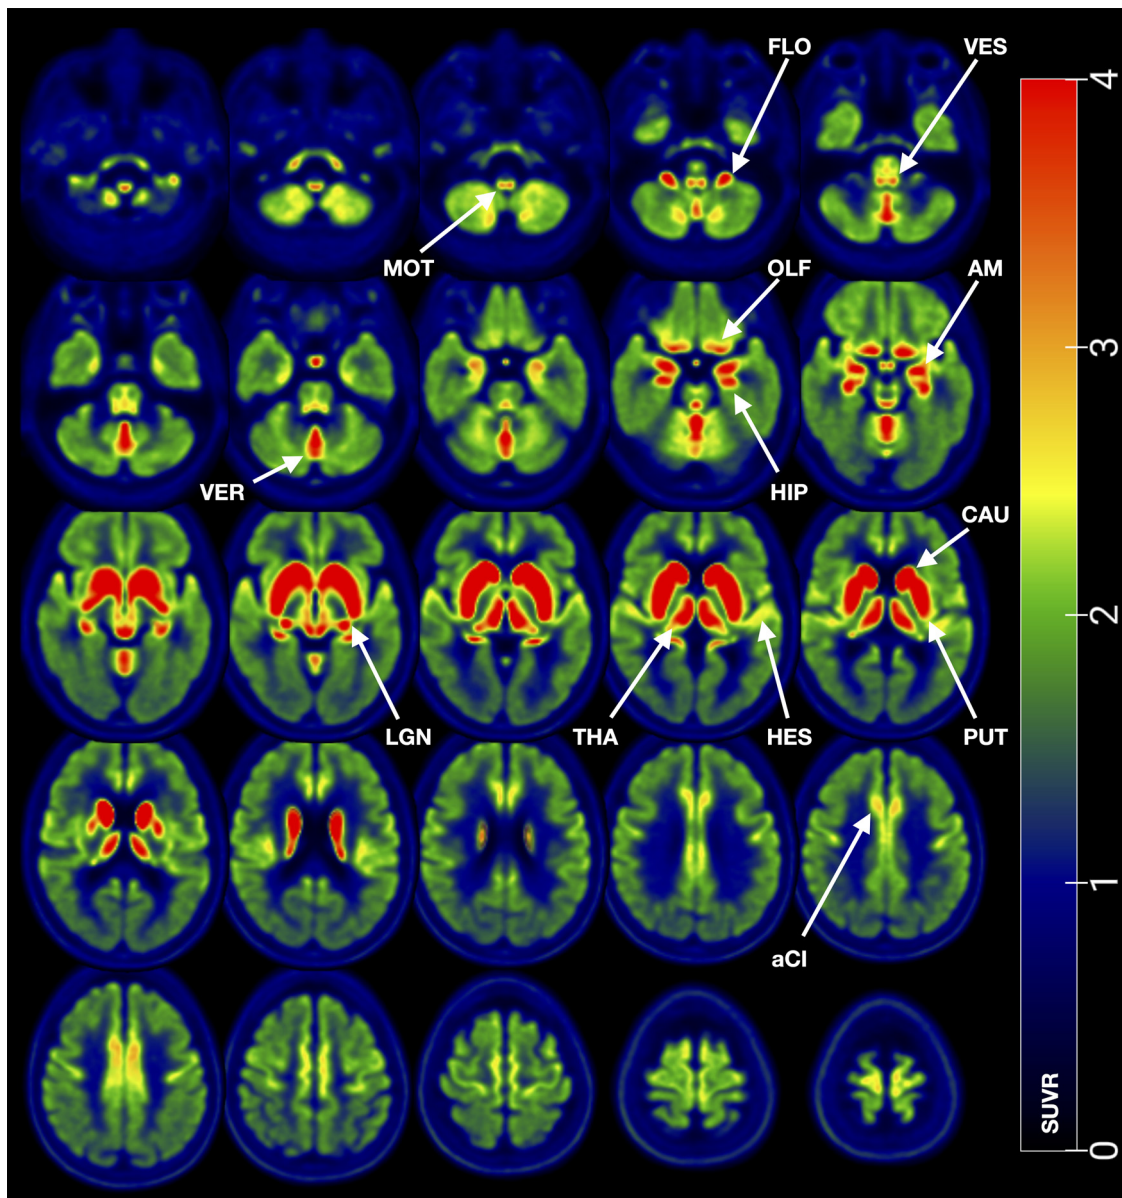 FLO
VES
4
MOT
OLF
AM
3
VER
HIP
CAU
2
LGN
THA
HES
PUT
1
aCI
SUVR
0